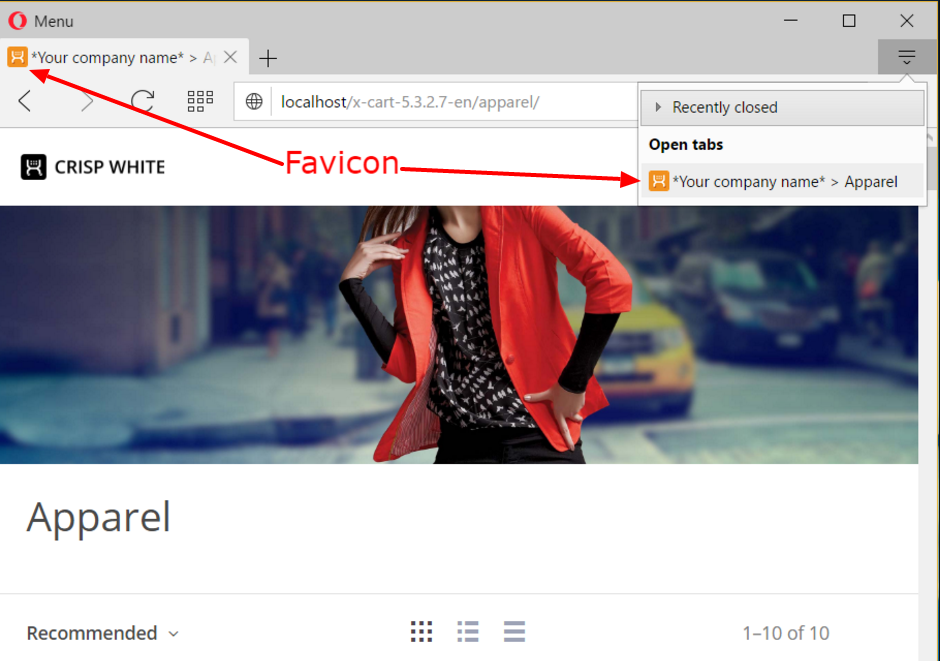 Menu
*Your company name* > Ap
localhost/x-cart-5.3.2.7-en/apparel/
Recently closed
Open tabs
*Your company name* > Apparel
Favicon
CRISP WHITE
Apparel
Recommended
1–10 of 10